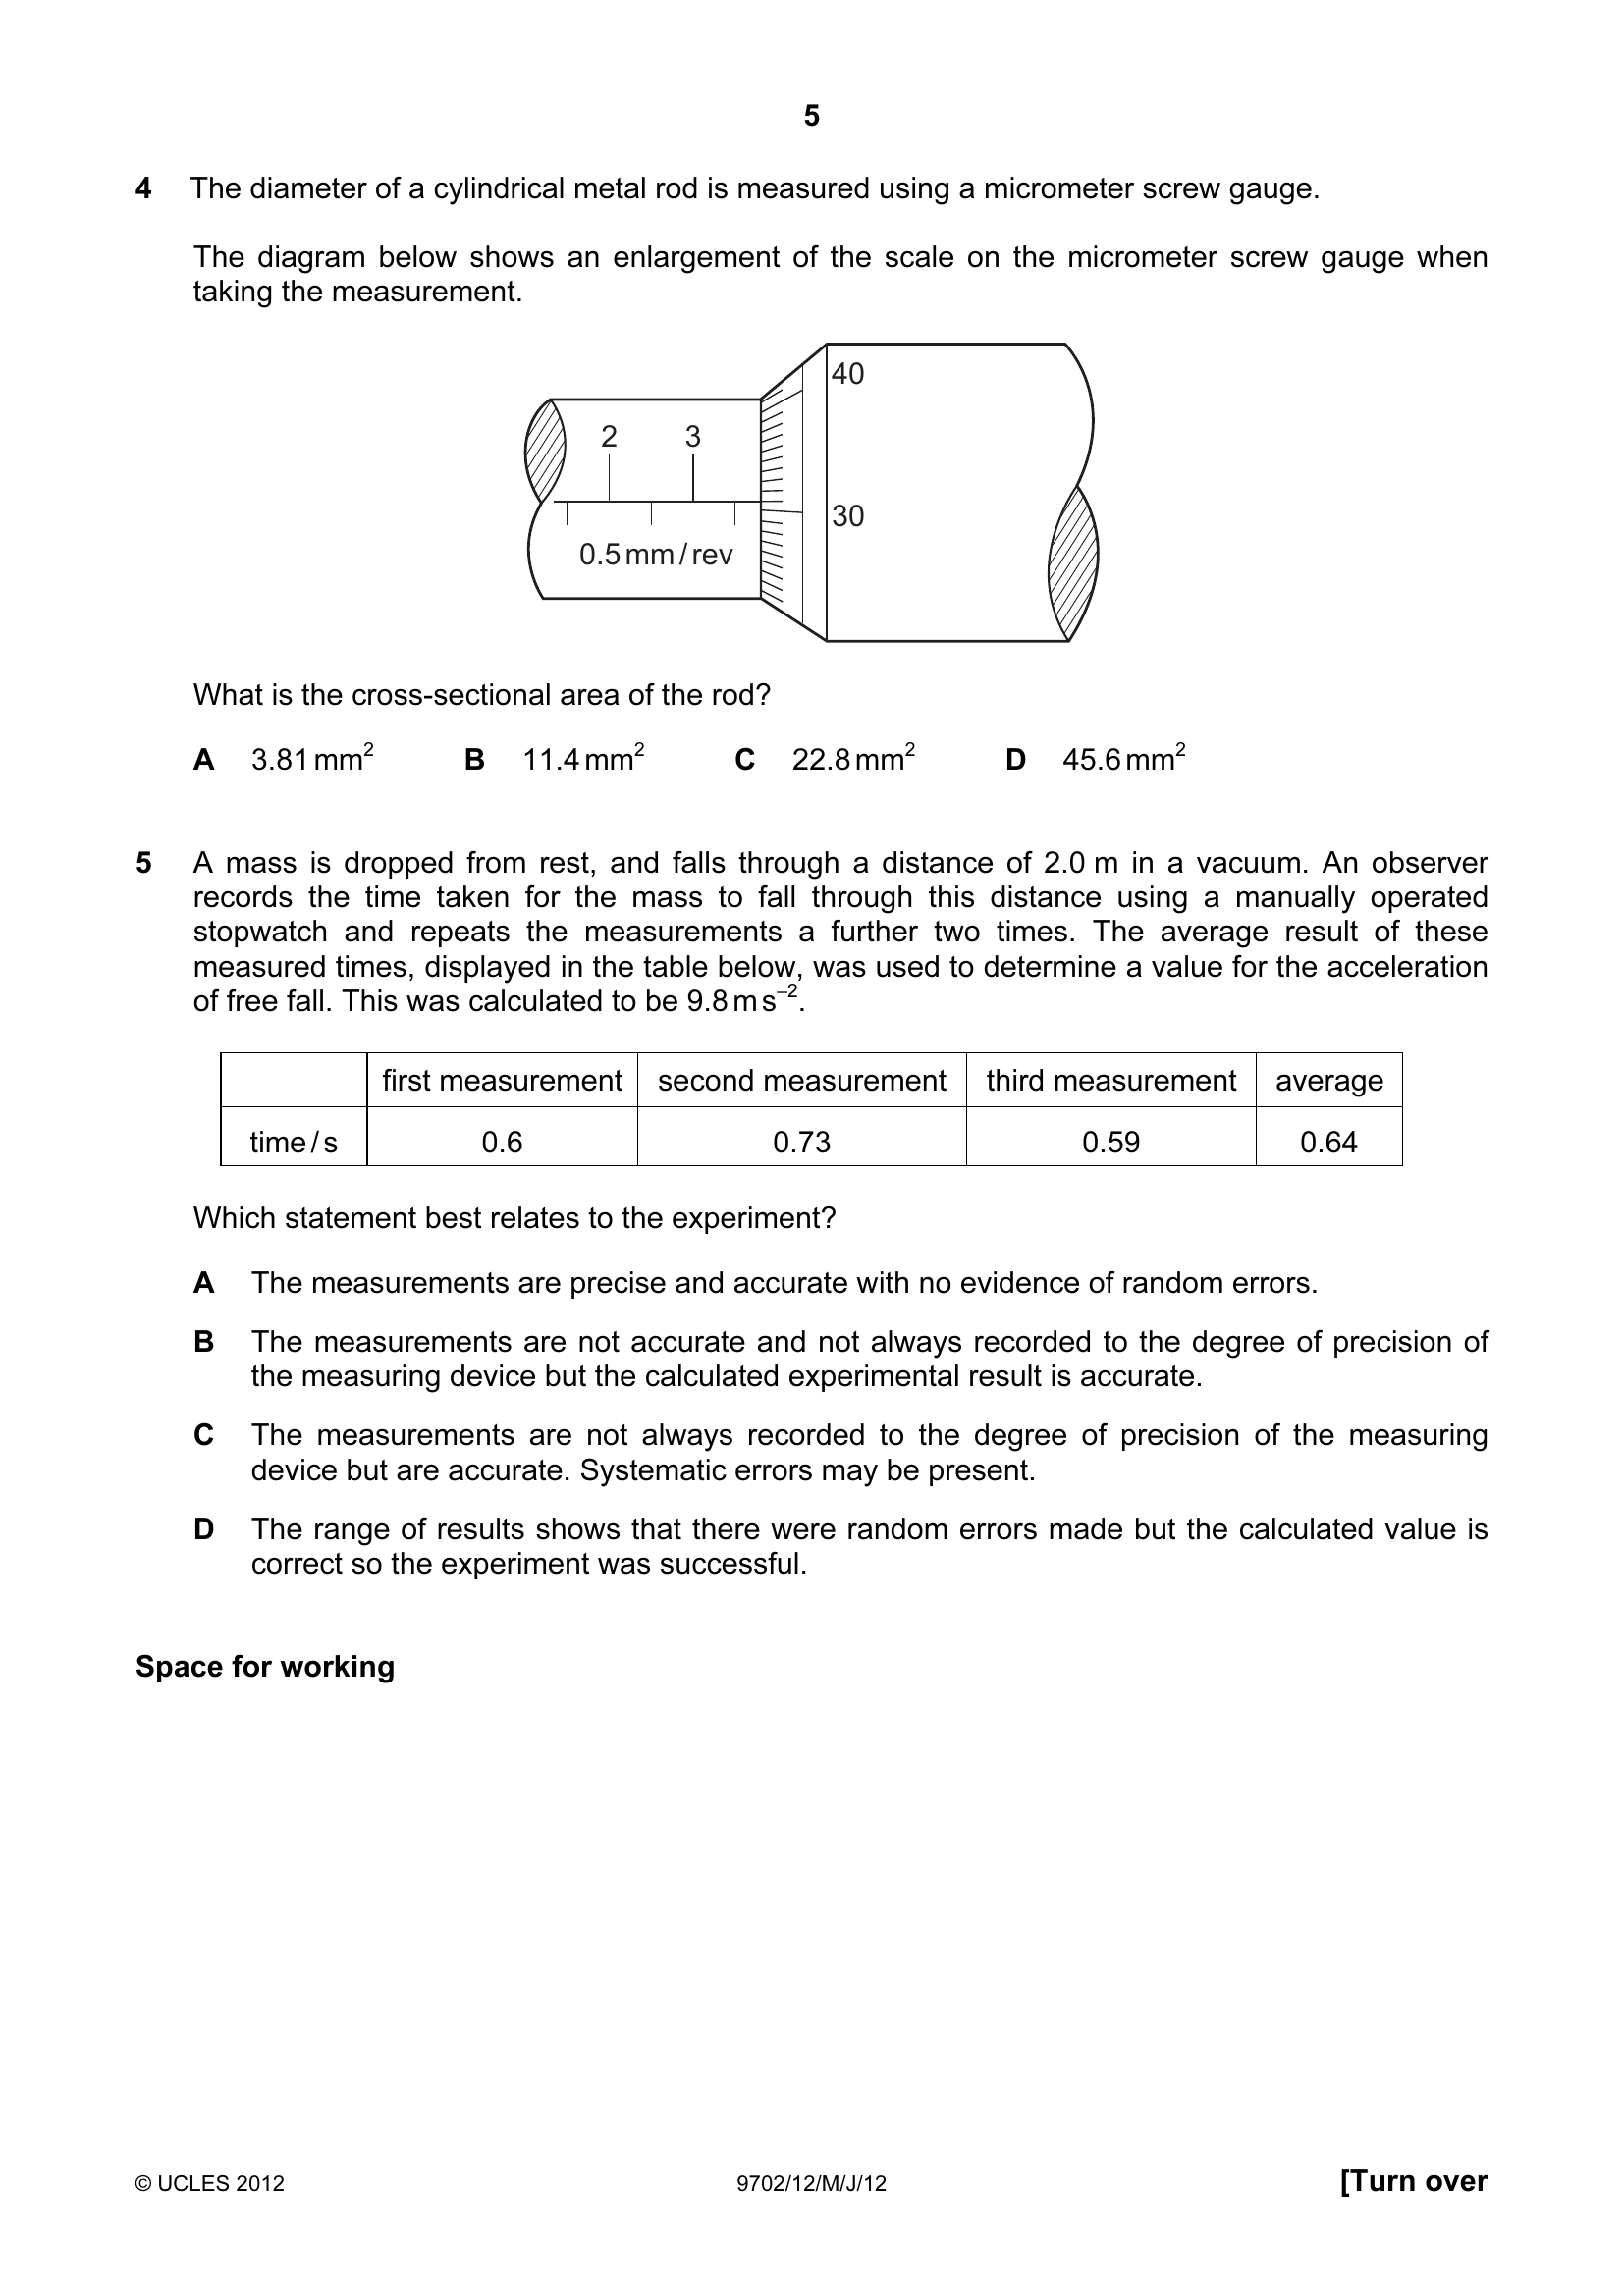 5
4 The diameter of a cylindrical metal rod is measured using a micrometer screw gauge.
The diagram below shows an enlargement of the scale on the micrometer screw gauge when
taking the measurement.
40
2 3
30
0.5 mm / rev
What is the cross-sectional area of the rod?
A 3.81 mm² B 11.4 mm² C 22.8 mm² D 45.6 mm²
5 A mass is dropped from rest, and falls through a distance of 2.0 m in a vacuum. An observer
records the time taken for the mass to fall through this distance using a manually operated
stopwatch and repeats the measurements a further two times. The average result of these
measured times, displayed in the table below, was used to determine a value for the acceleration
of free fall. This was calculated to be 9.8 m s⁻².
first measurement second measurement third measurement average
time / s 0.6 0.73 0.59 0.64
Which statement best relates to the experiment?
A The measurements are precise and accurate with no evidence of random errors.
B The measurements are not accurate and not always recorded to the degree of precision of
the measuring device but the calculated experimental result is accurate.
C The measurements are not always recorded to the degree of precision of the measuring
device but are accurate. Systematic errors may be present.
D The range of results shows that there were random errors made but the calculated value is
correct so the experiment was successful.
Space for working
© UCLES 2012 9702/12/M/J/12 [Turn over